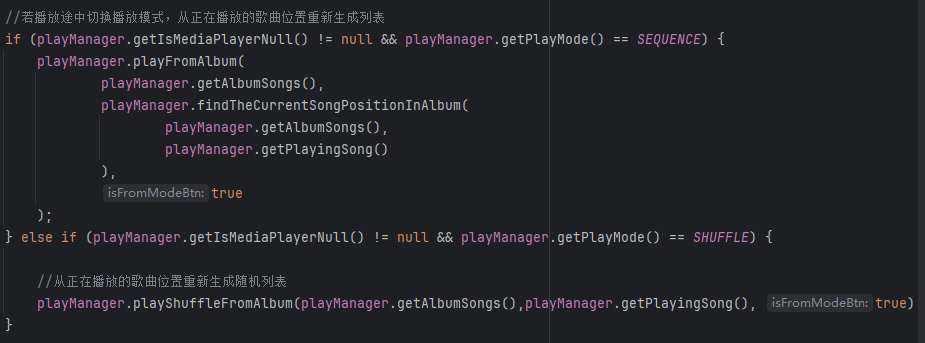 //若播放途中切换播放模式，从正在播放的歌曲位置重新生成列表
if (playManager.getIsMediaPlayerNull() != null && playManager.getPlayMode() == SEQUENCE) {
    playManager.playFromAlbum(
            playManager.getAlbumSongs(),
            playManager.findTheCurrentSongPositionInAlbum(
                    playManager.getAlbumSongs(),
                    playManager.getPlayingSong()
            ),
            isFromModeBtn: true
    );
} else if (playManager.getIsMediaPlayerNull() != null && playManager.getPlayMode() == SHUFFLE) {
    //从正在播放的歌曲位置重新生成随机列表
    playManager.playShuffleFromAlbum(playManager.getAlbumSongs(),playManager.getPlayingSong(), isFromModeBtn: true)
}